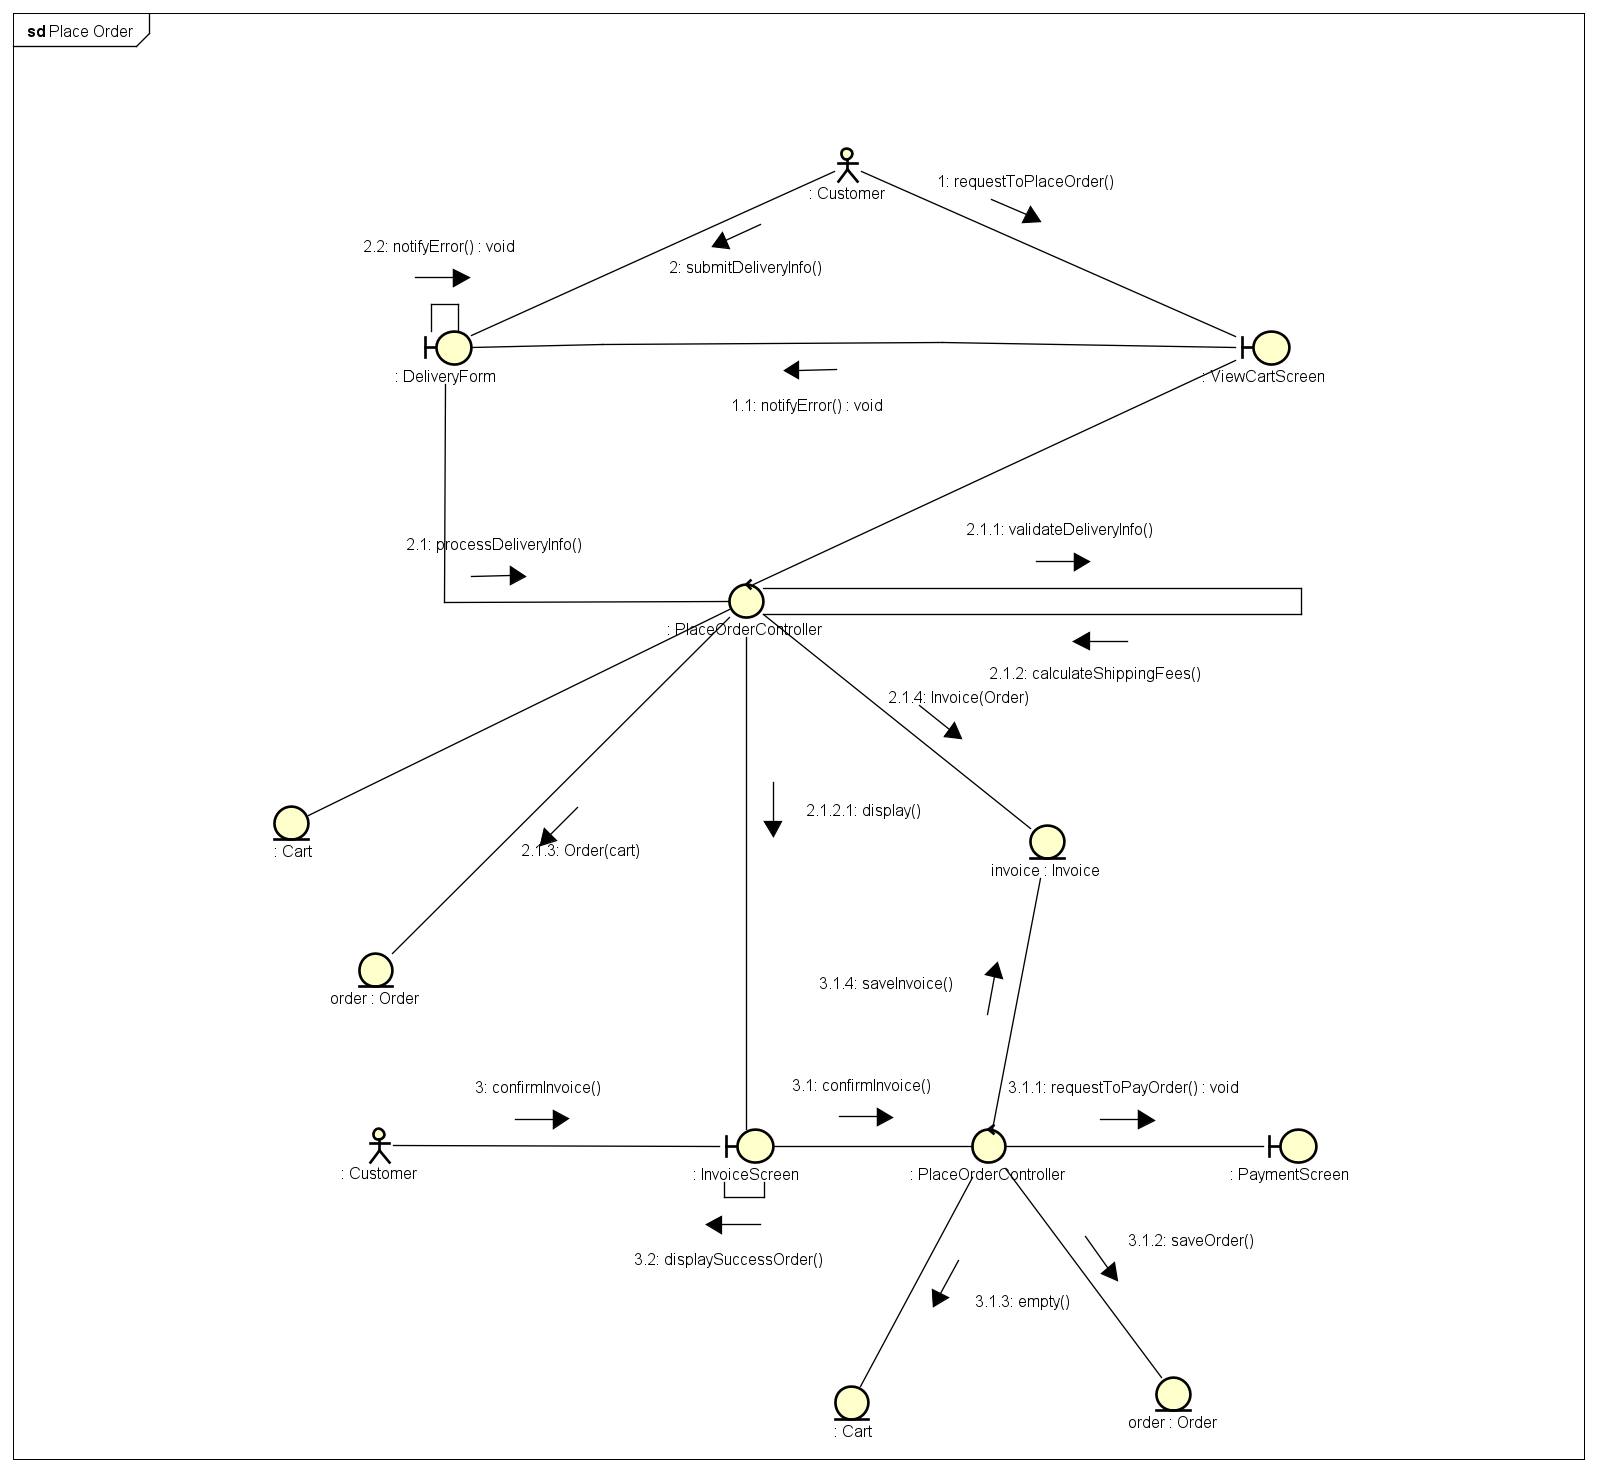 sd Place Order
: Customer
1: requestToPlaceOrder()
2.2: notifyError() : void
2: submitDeliveryInfo()
: DeliveryForm
: ViewCartScreen
1.1: notifyError() : void
2.1: processDeliveryInfo()
2.1.1: validateDeliveryInfo()
: PlaceOrderController
2.1.2: calculateShippingFees()
2.1.4: Invoice(Order)
2.1.2.1: display()
: Cart
2.1.3: Order(cart)
invoice : Invoice
order : Order
3.1.4: saveInvoice()
3: confirmInvoice()
3.1: confirmInvoice()
3.1.1: requestToPayOrder() : void
: Customer
: InvoiceScreen
: PlaceOrderController
: PaymentScreen
3.2: displaySuccessOrder()
3.1.2: saveOrder()
3.1.3: empty()
: Cart
order : Order